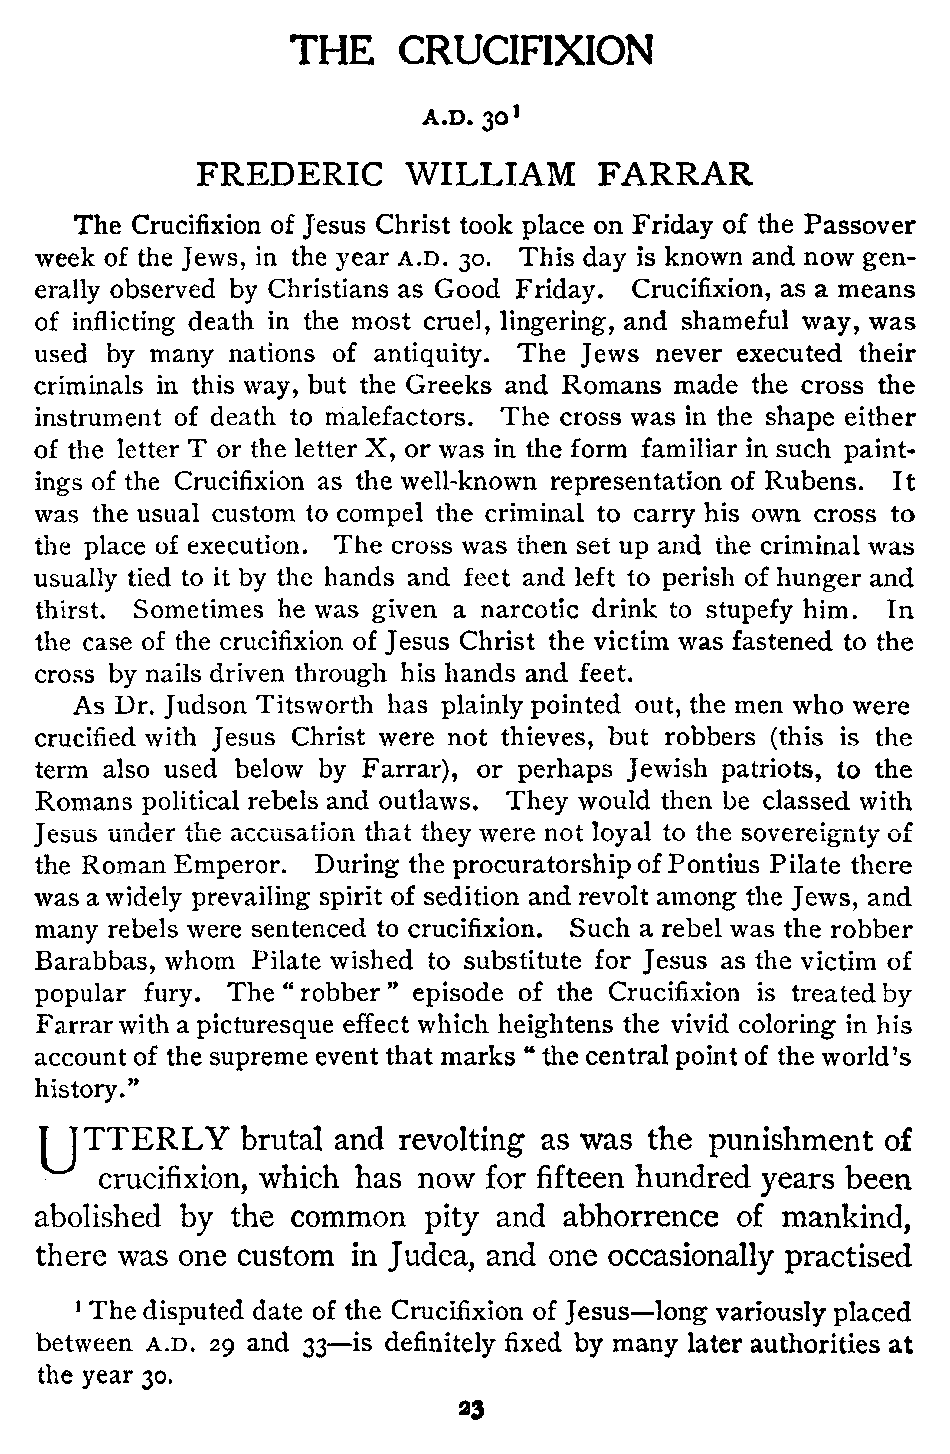 THE CRUCIFIXION
A.D. 30¹
FREDERIC WILLIAM FARRAR
The Crucifixion of Jesus Christ took place on Friday of the Passover
week of the Jews, in the year A.D. 30. This day is known and now gen-
erally observed by Christians as Good Friday. Crucifixion, as a means
of inflicting death in the most cruel, lingering, and shameful way, was
used by many nations of antiquity. The Jews never executed their
criminals in this way, but the Greeks and Romans made the cross the
instrument of death to malefactors. The cross was in the shape either
of the letter T or the letter X, or was in the form familiar in such paint-
ings of the Crucifixion as the well-known representation of Rubens. It
was the usual custom to compel the criminal to carry his own cross to
the place of execution. The cross was then set up and the criminal was
usually tied to it by the hands and feet and left to perish of hunger and
thirst. Sometimes he was given a narcotic drink to stupefy him. In
the case of the crucifixion of Jesus Christ the victim was fastened to the
cross by nails driven through his hands and feet.
As Dr. Judson Titsworth has plainly pointed out, the men who were
crucified with Jesus Christ were not thieves, but robbers (this is the
term also used below by Farrar), or perhaps Jewish patriots, to the
Romans political rebels and outlaws. They would then be classed with
Jesus under the accusation that they were not loyal to the sovereignty of
the Roman Emperor. During the procuratorship of Pontius Pilate there
was a widely prevailing spirit of sedition and revolt among the Jews, and
many rebels were sentenced to crucifixion. Such a rebel was the robber
Barabbas, whom Pilate wished to substitute for Jesus as the victim of
popular fury. The "robber" episode of the Crucifixion is treated by
Farrar with a picturesque effect which heightens the vivid coloring in his
account of the supreme event that marks "the central point of the world's
history."
UTTERLY brutal and revolting as was the punishment of
crucifixion, which has now for fifteen hundred years been
abolished by the common pity and abhorrence of mankind,
there was one custom in Judea, and one occasionally practised
¹ The disputed date of the Crucifixion of Jesus—long variously placed
between A.D. 29 and 33—is definitely fixed by many later authorities at
the year 30.
23